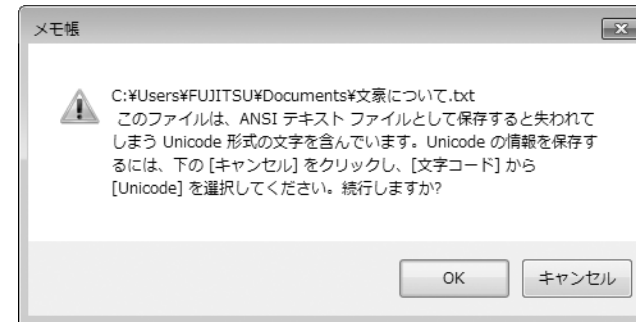 メモ帳
C:¥Users¥FUJITSU¥Documents¥文豪について.txt
このファイルは、ANSI テキスト ファイルとして保存すると失われて
しまう Unicode 形式の文字を含んでいます。Unicode の情報を保存す
るには、下の [キャンセル] をクリックし、[文字コード] から
[Unicode] を選択してください。続行しますか?
OK キャンセル